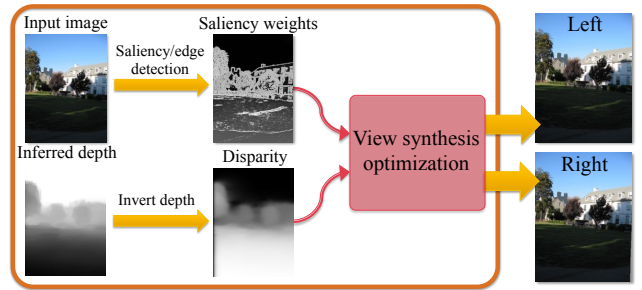 Input image
Saliency/edge
detection
Saliency weights
Inferred depth
Invert depth
Disparity
View synthesis
optimization
Left
Right